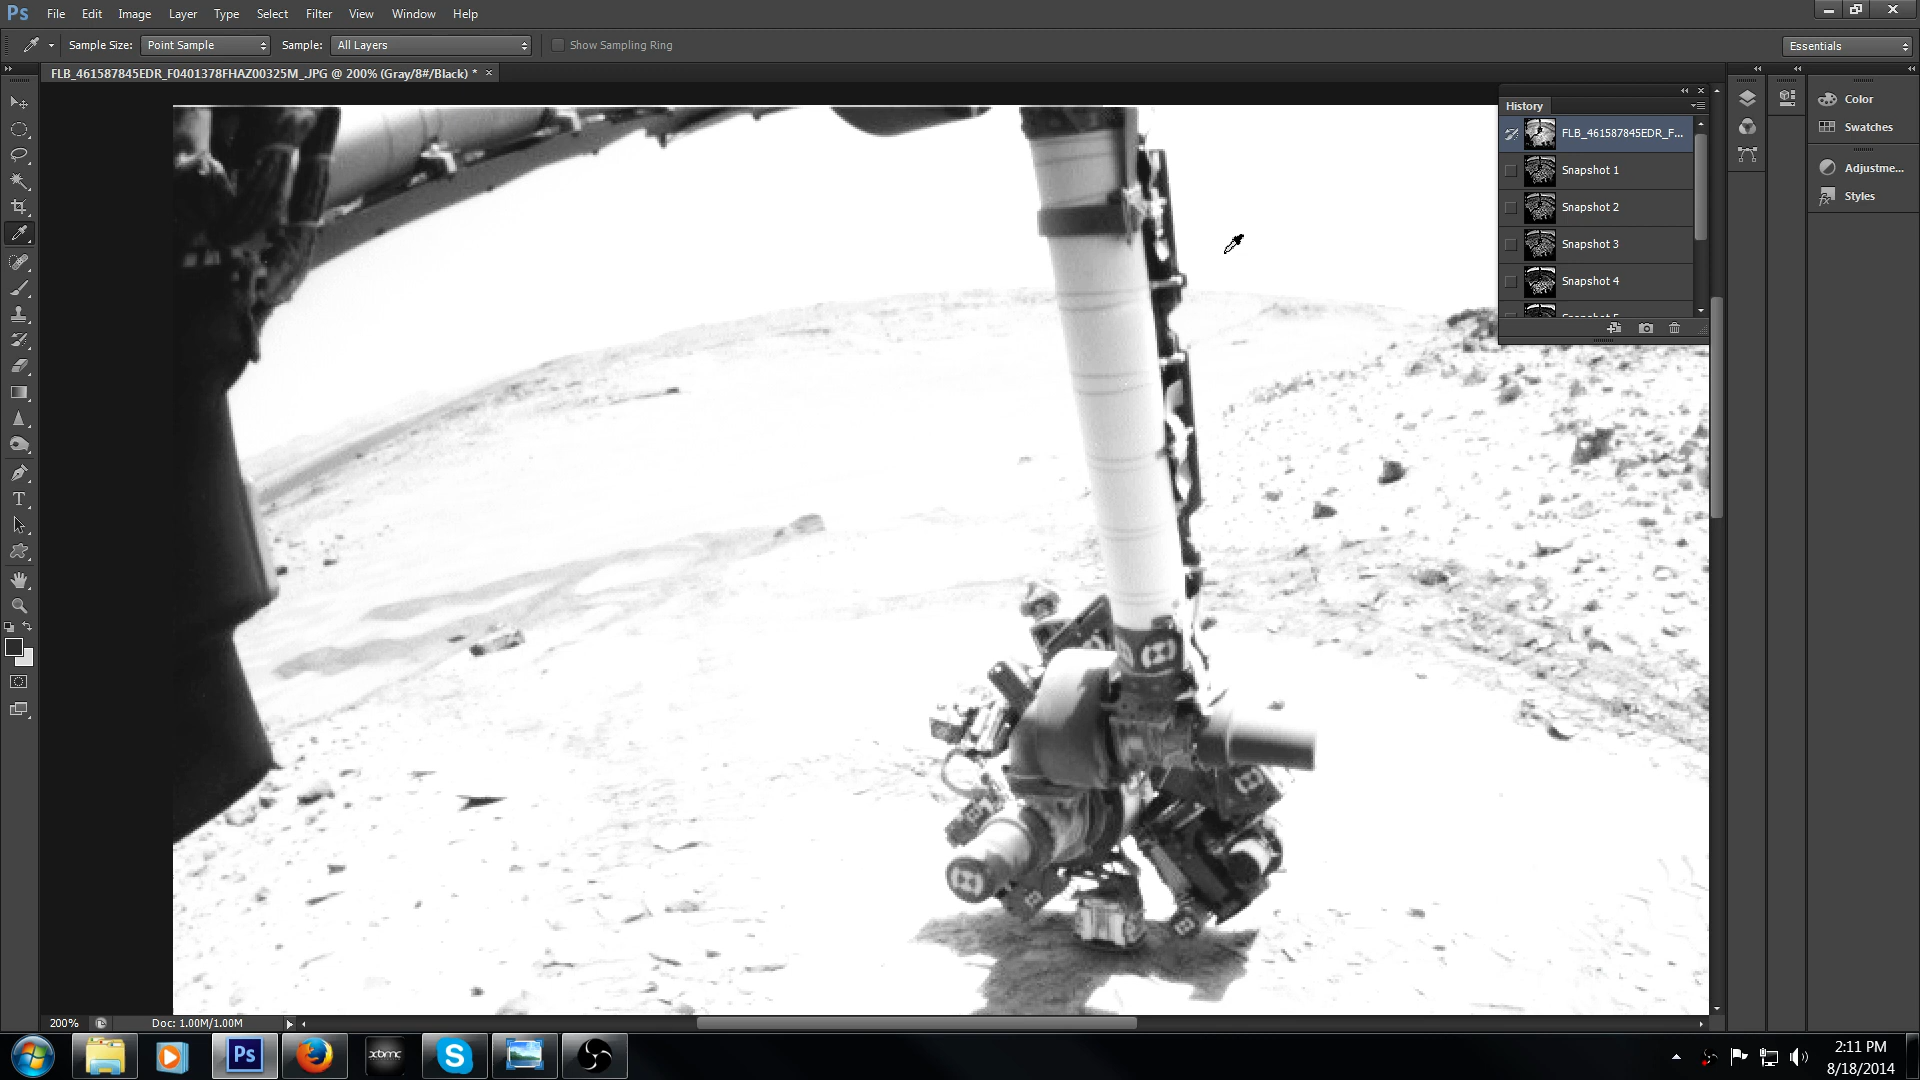 Ps File Edit Image Layer Type Select Filter View Window Help
Sample Size: Point Sample Sample: All Layers Show Sampling Ring Essentials
FLB_461587845EDR_F0401378FHAZ00325M_.JPG @ 200% (Gray/8#/Black) * ×
History
FLB_461587845EDR_F...
Snapshot 1
Snapshot 2
Snapshot 3
Snapshot 4
Color
Swatches
Adjustme...
Styles
200% Doc: 1.00M/1.00M
Ps xbmc S
2:11 PM
8/18/2014